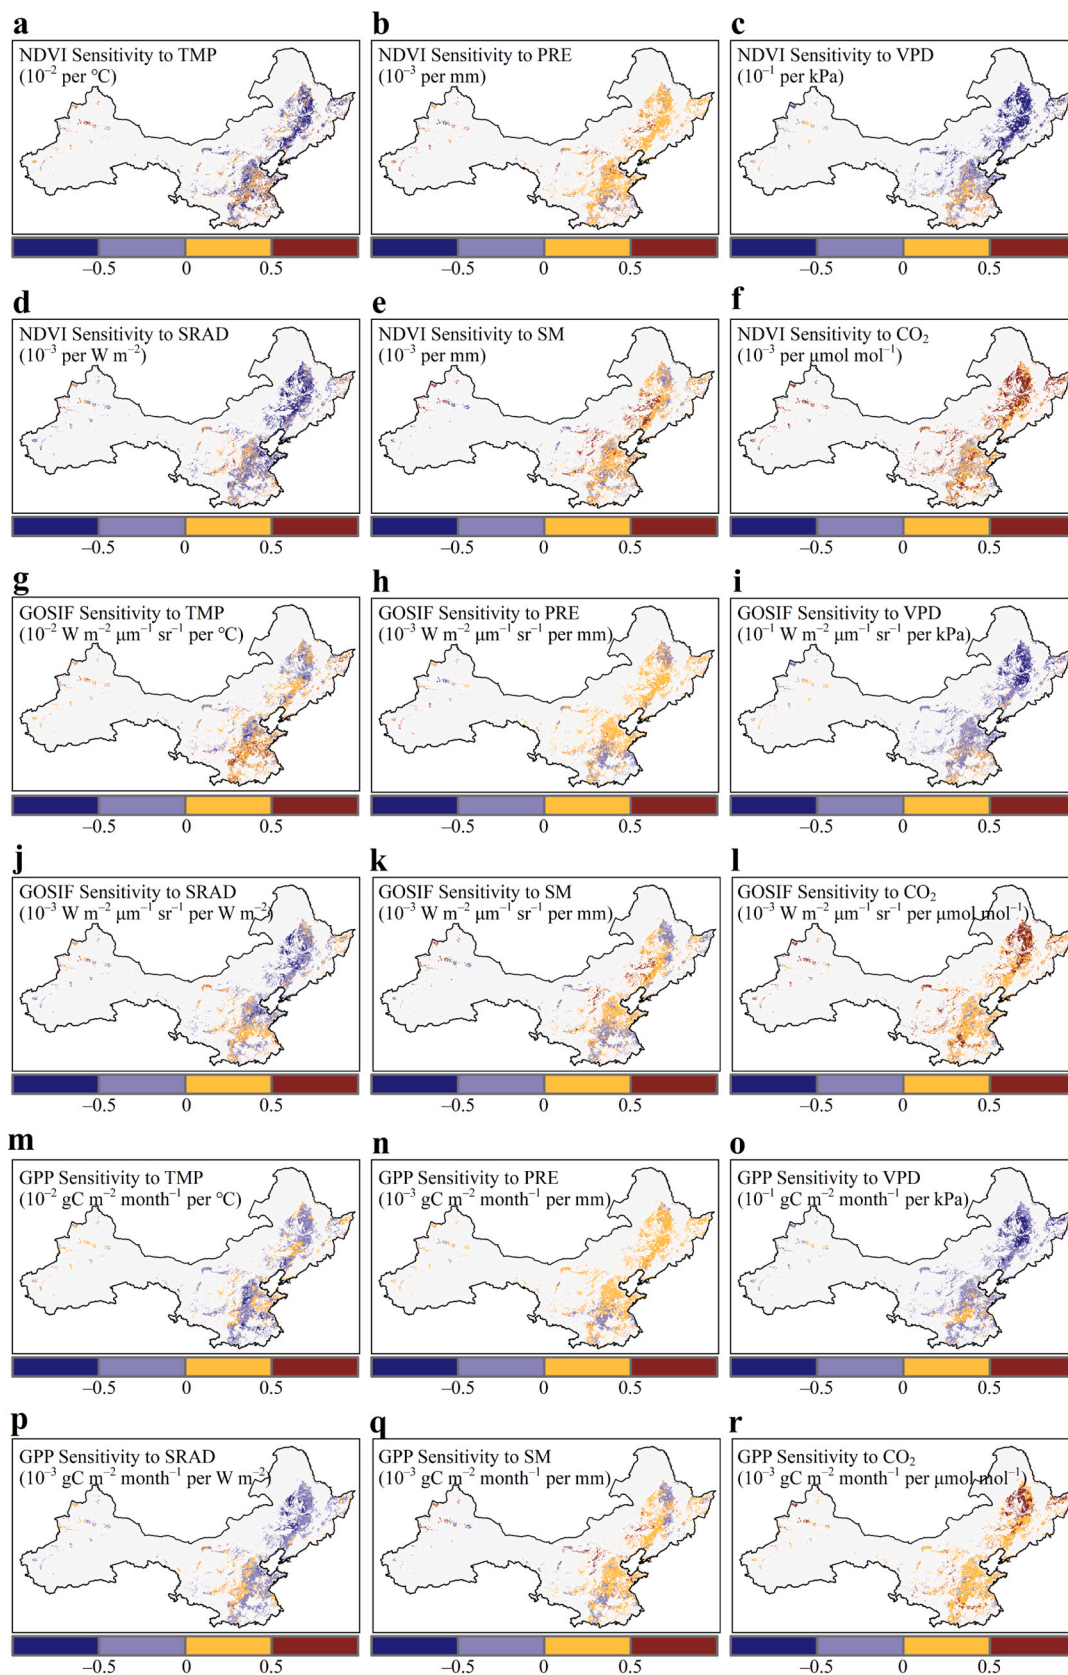 a
NDVI Sensitivity to TMP
(10⁻² per °C)
−0.5 0 0.5
b
NDVI Sensitivity to PRE
(10⁻³ per mm)
−0.5 0 0.5
c
NDVI Sensitivity to VPD
(10⁻¹ per kPa)
−0.5 0 0.5
d
NDVI Sensitivity to SRAD
(10⁻³ per W m⁻²)
−0.5 0 0.5
e
NDVI Sensitivity to SM
(10⁻³ per mm)
−0.5 0 0.5
f
NDVI Sensitivity to CO₂
(10⁻³ per μmol mol⁻¹)
−0.5 0 0.5
g
GOSIF Sensitivity to TMP
(10⁻² W m⁻² μm⁻¹ sr⁻¹ per °C)
−0.5 0 0.5
h
GOSIF Sensitivity to PRE
(10⁻³ W m⁻² μm⁻¹ sr⁻¹ per mm)
−0.5 0 0.5
i
GOSIF Sensitivity to VPD
(10⁻¹ W m⁻² μm⁻¹ sr⁻¹ per kPa)
−0.5 0 0.5
j
GOSIF Sensitivity to SRAD
(10⁻³ W m⁻² μm⁻¹ sr⁻¹ per W m⁻²)
−0.5 0 0.5
k
GOSIF Sensitivity to SM
(10⁻³ W m⁻² μm⁻¹ sr⁻¹ per mm)
−0.5 0 0.5
l
GOSIF Sensitivity to CO₂
(10⁻³ W m⁻² μm⁻¹ sr⁻¹ per μmol mol⁻¹)
−0.5 0 0.5
m
GPP Sensitivity to TMP
(10⁻² gC m⁻² month⁻¹ per °C)
−0.5 0 0.5
n
GPP Sensitivity to PRE
(10⁻³ gC m⁻² month⁻¹ per mm)
−0.5 0 0.5
o
GPP Sensitivity to VPD
(10⁻¹ gC m⁻² month⁻¹ per kPa)
−0.5 0 0.5
p
GPP Sensitivity to SRAD
(10⁻³ gC m⁻² month⁻¹ per W m⁻²)
−0.5 0 0.5
q
GPP Sensitivity to SM
(10⁻³ gC m⁻² month⁻¹ per mm)
−0.5 0 0.5
r
GPP Sensitivity to CO₂
(10⁻³ gC m⁻² month⁻¹ per μmol mol⁻¹)
−0.5 0 0.5